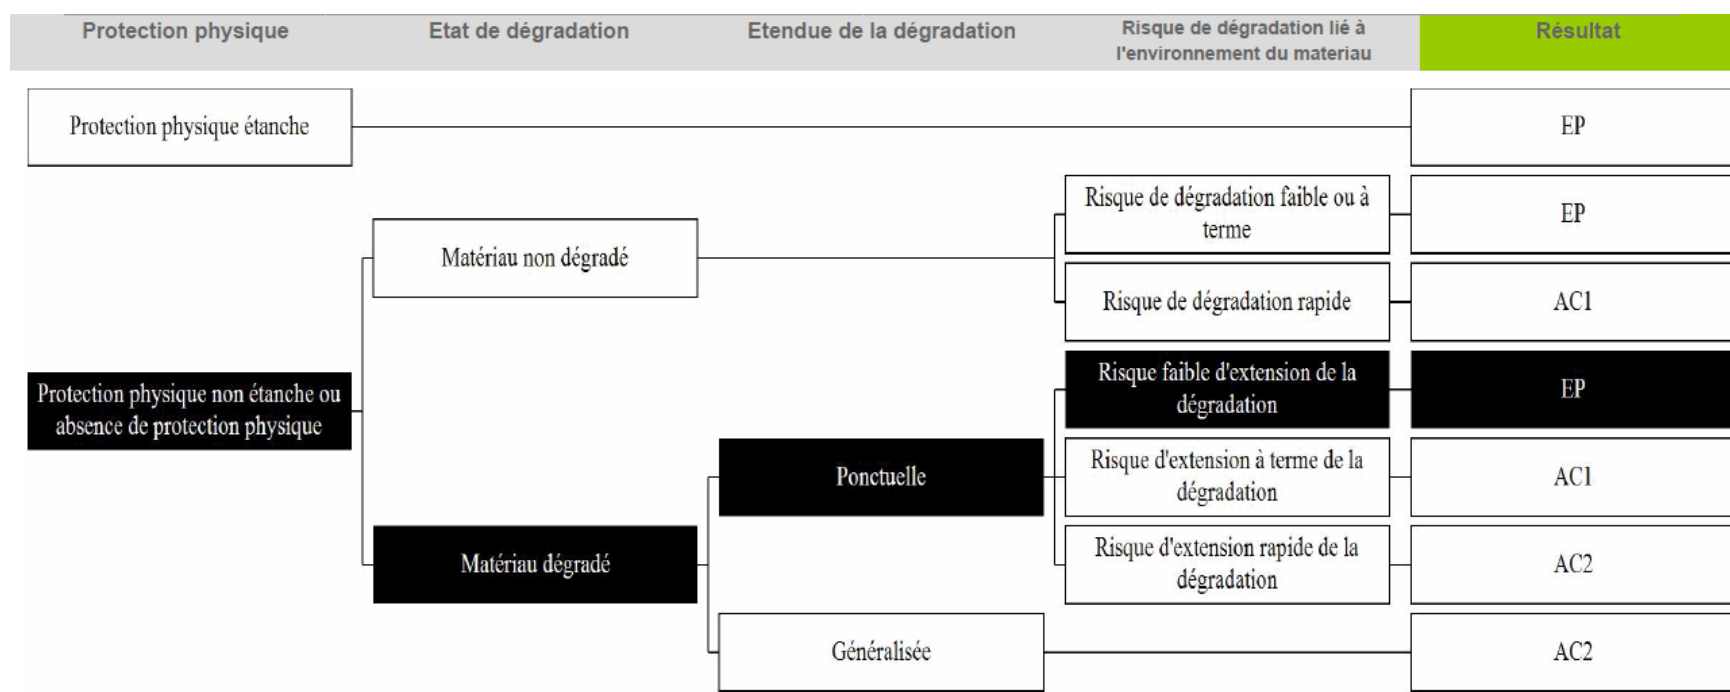 Protection physique
Etat de dégradation
Etendue de la dégradation
Risque de dégradation lié à
l'environnement du materiau
Résultat
Protection physique étanche
EP
Risque de dégradation faible ou à
terme
EP
Matériau non dégradé
Risque de dégradation rapide
AC1
Protection physique non étanche ou
absence de protection physique
Risque faible d'extension de la
dégradation
EP
Ponctuelle
Risque d'extension à terme de la
dégradation
AC1
Matériau dégradé
Risque d'extension rapide de la
dégradation
AC2
Généralisée
AC2